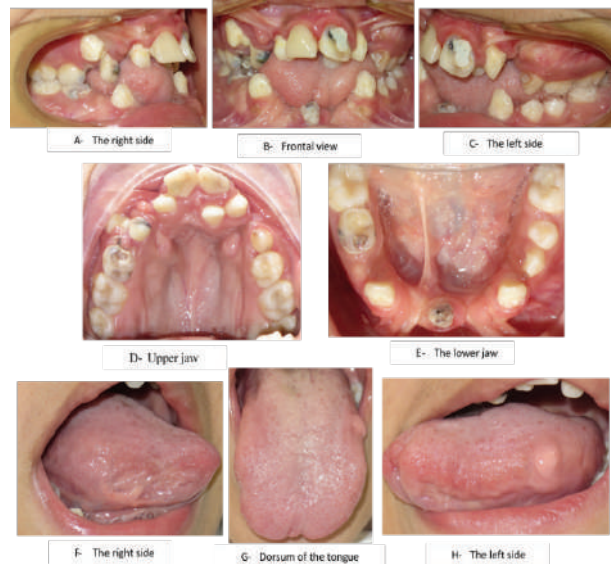 A- The right side
B- Frontal view
C- The left side
D- Upper jaw
E- The lower jaw
F- The right side
G- Dorsum of the tongue
H- The left side